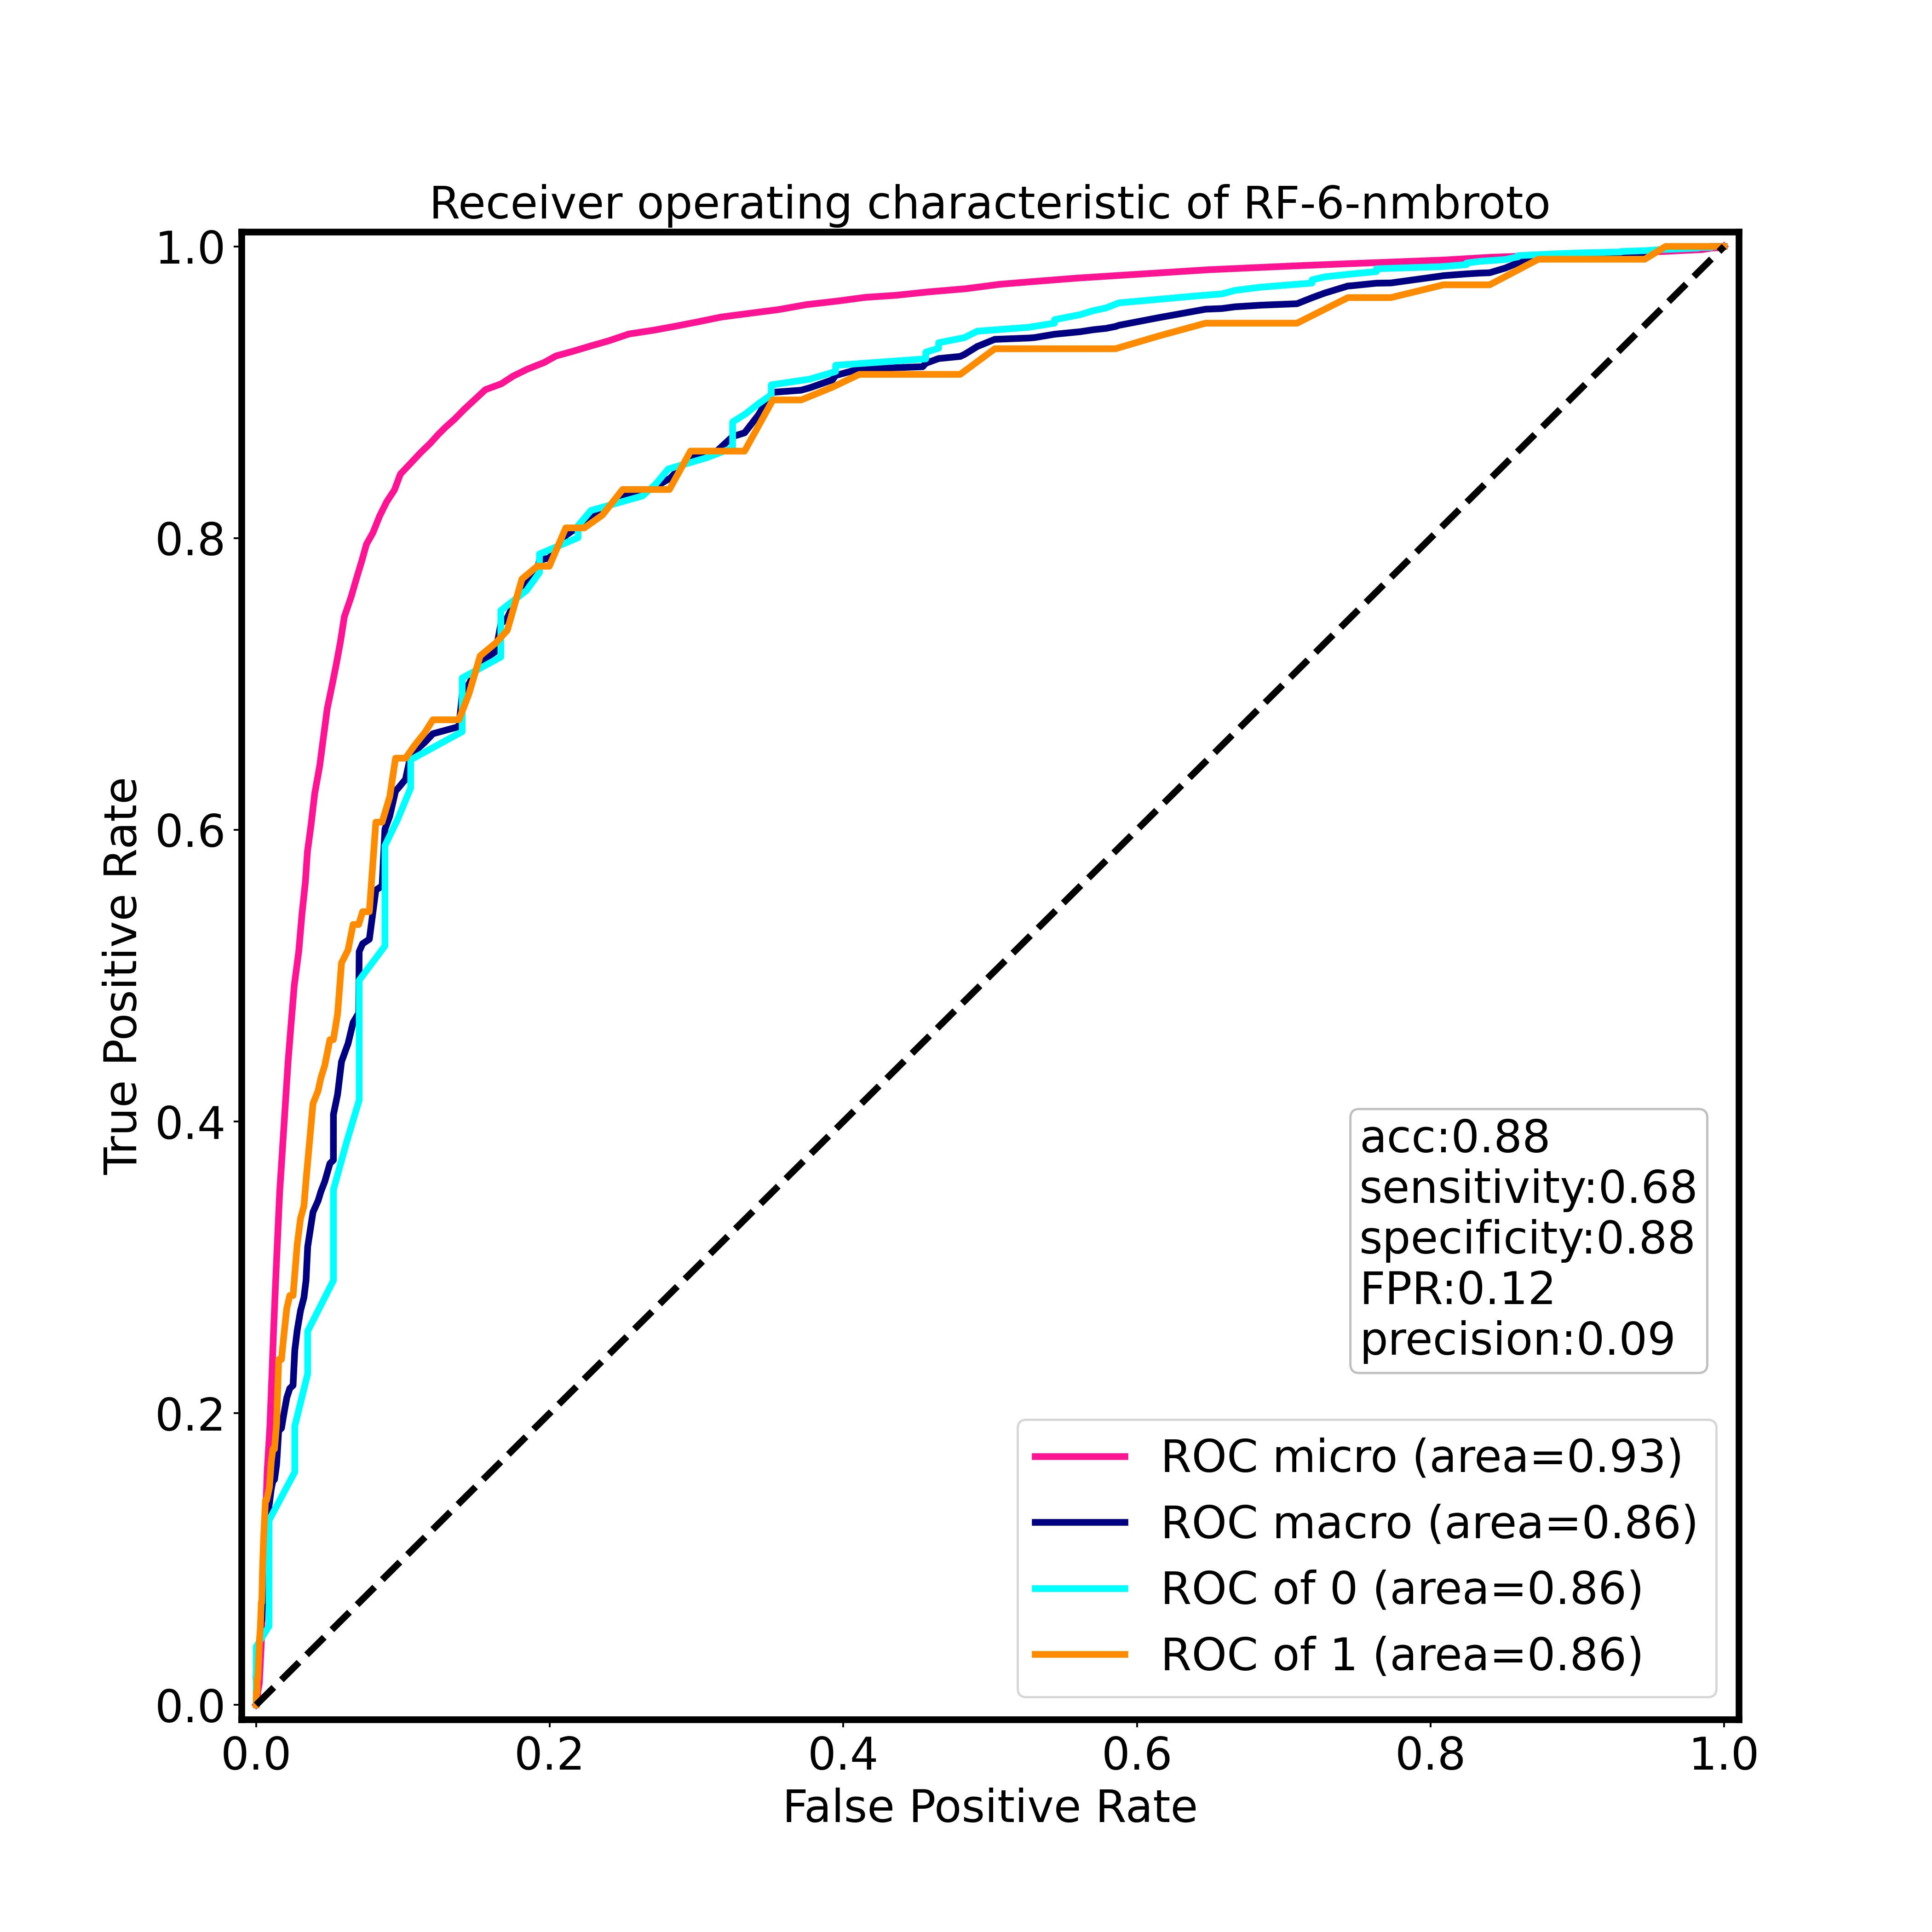 Receiver operating characteristic of RF-6-nmbroto
1.0
0.8
0.6
0.4
0.2
0.0
True Positive Rate
acc:0.88
sensitivity:0.68
specificity:0.88
FPR:0.12
precision:0.09
ROC micro (area=0.93)
ROC macro (area=0.86)
ROC of 0 (area=0.86)
ROC of 1 (area=0.86)
0.0 0.2 0.4 0.6 0.8 1.0
False Positive Rate